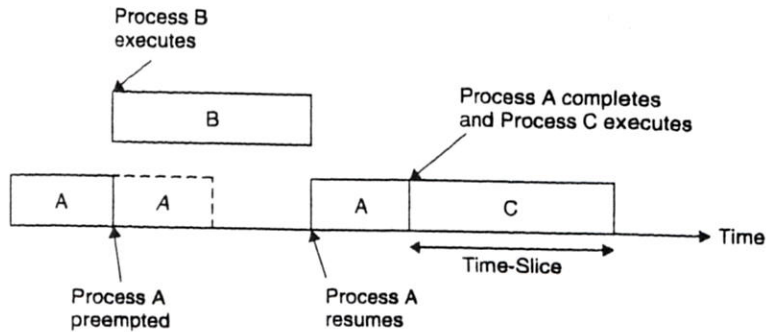 Process B
executes
B
Process A completes
and Process C executes
A
A
A
C
Time
Time-Slice
Process A
preempted
Process A
resumes